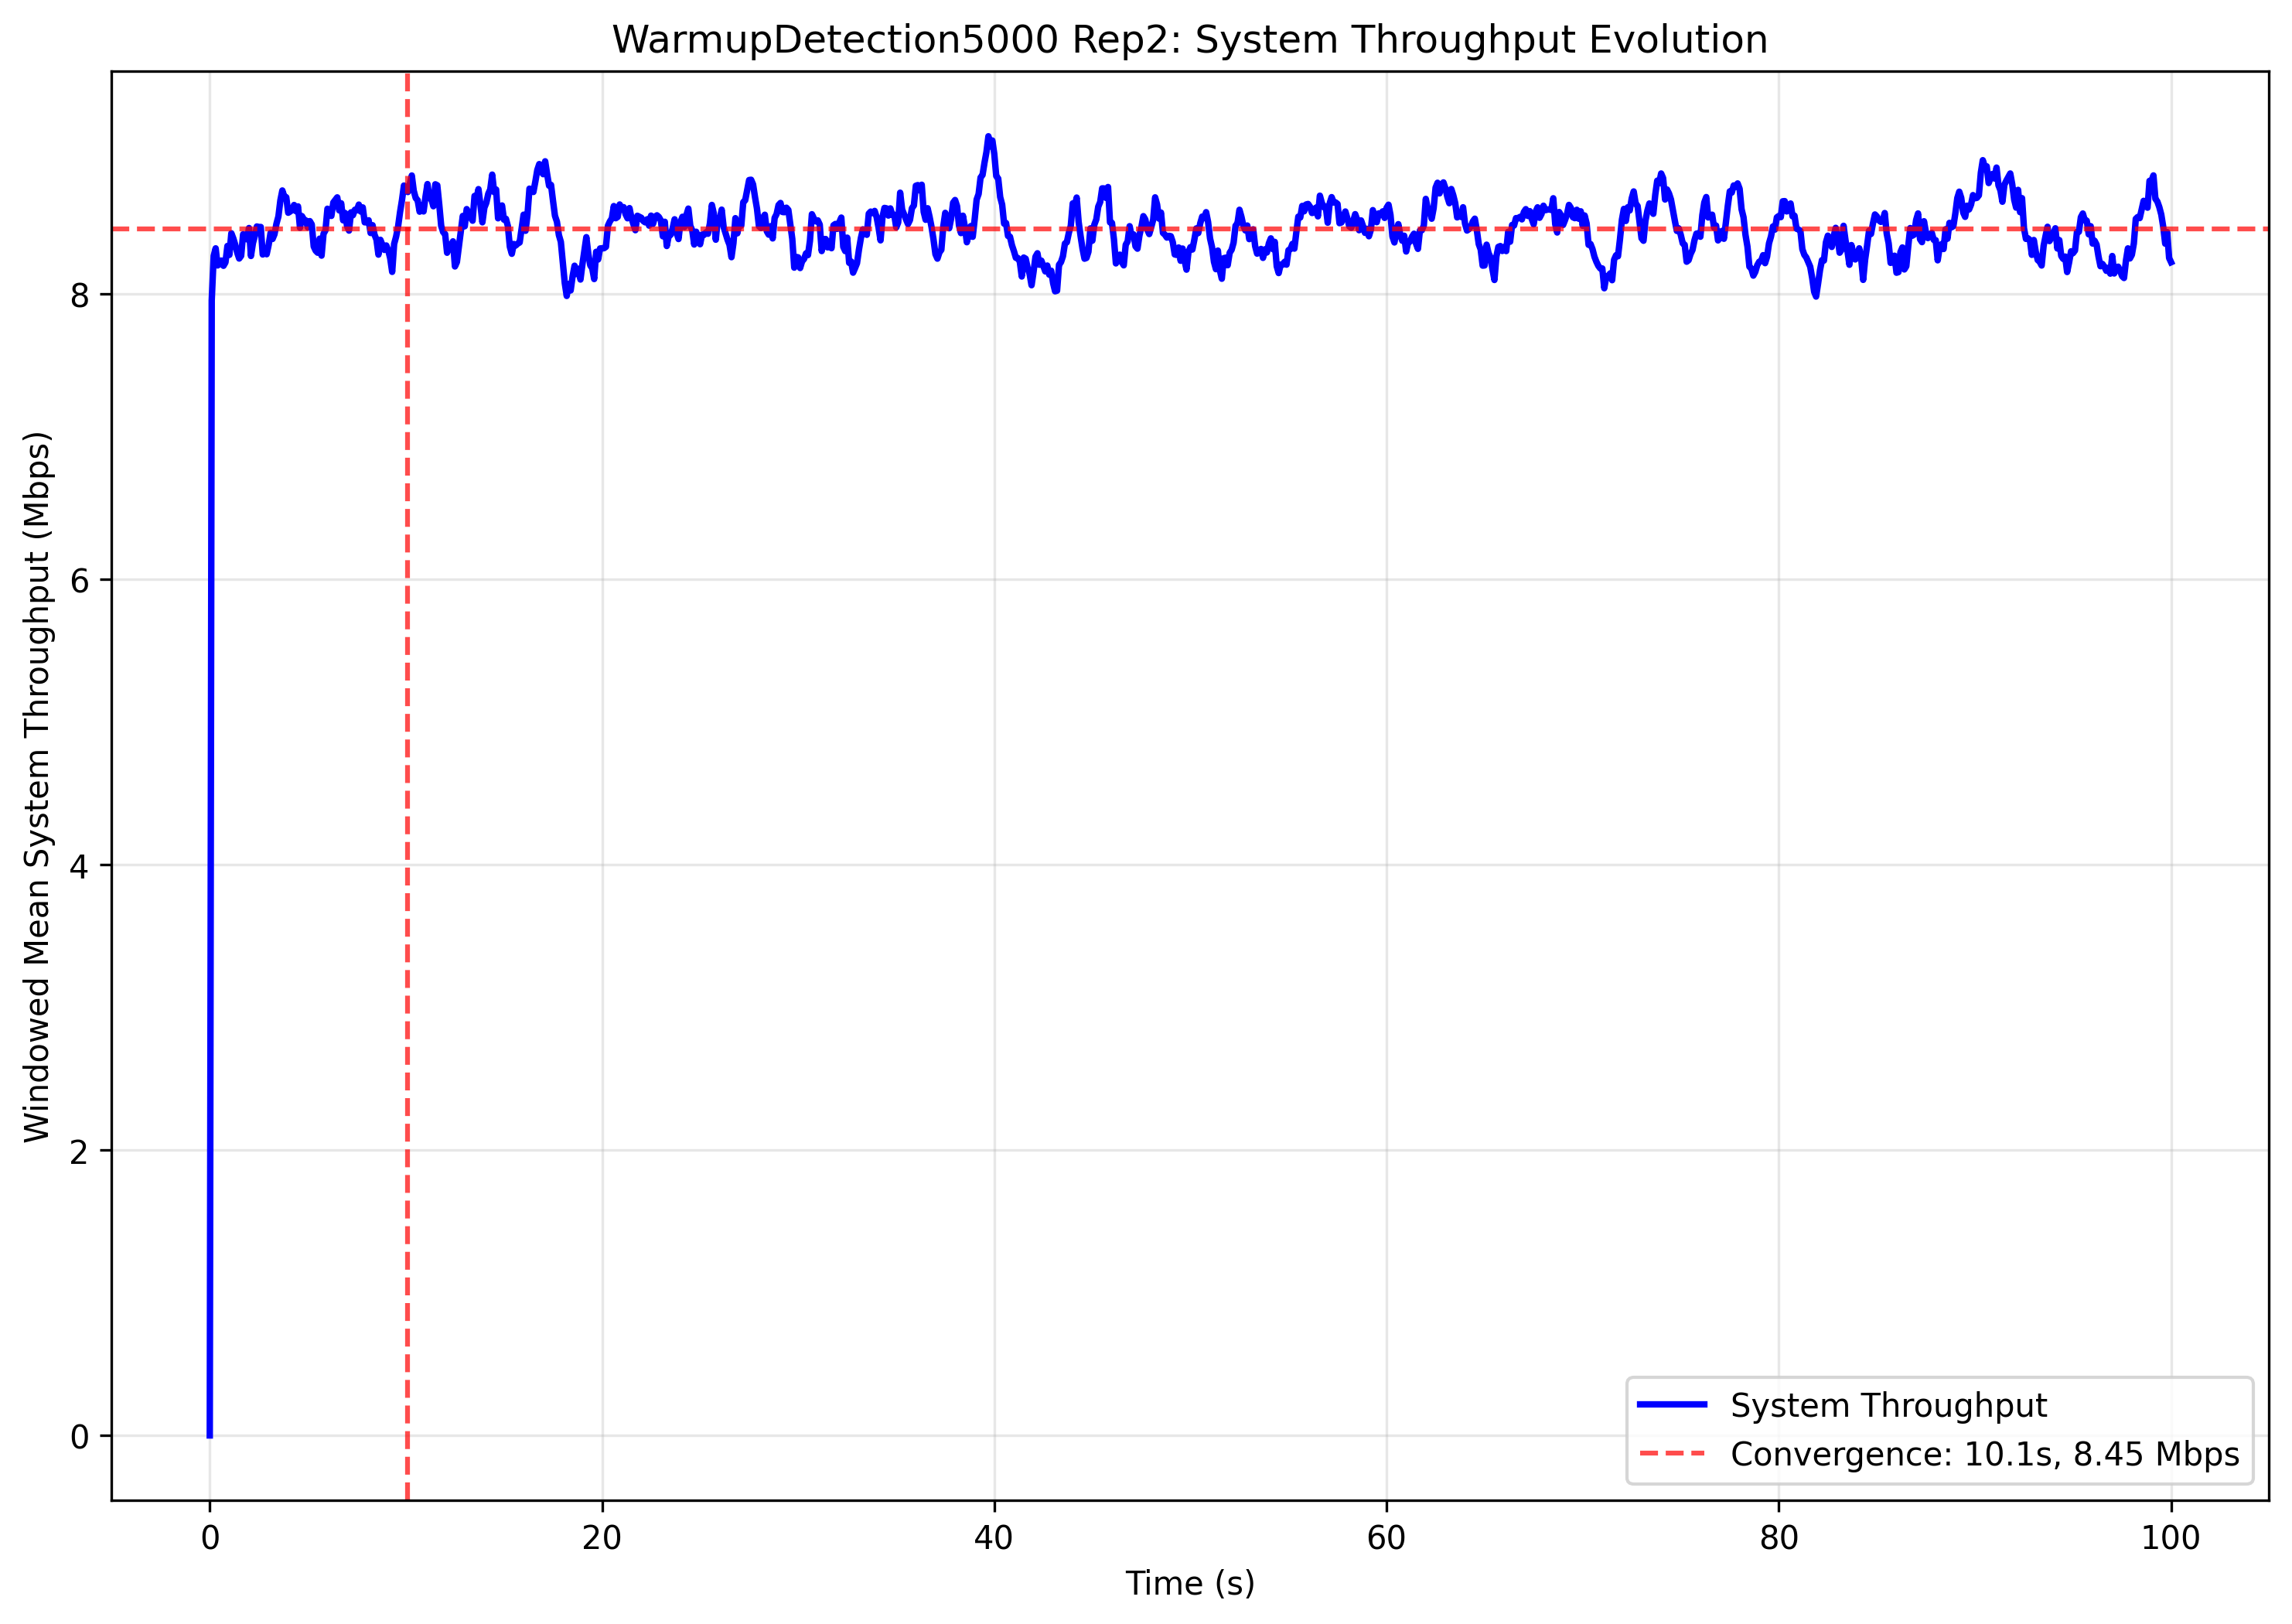 WarmupDetection5000 Rep2: System Throughput Evolution
Windowed Mean System Throughput (Mbps)
8
6
4
2
0
System Throughput
Convergence: 10.1s, 8.45 Mbps
0 20 40 60 80 100
Time (s)